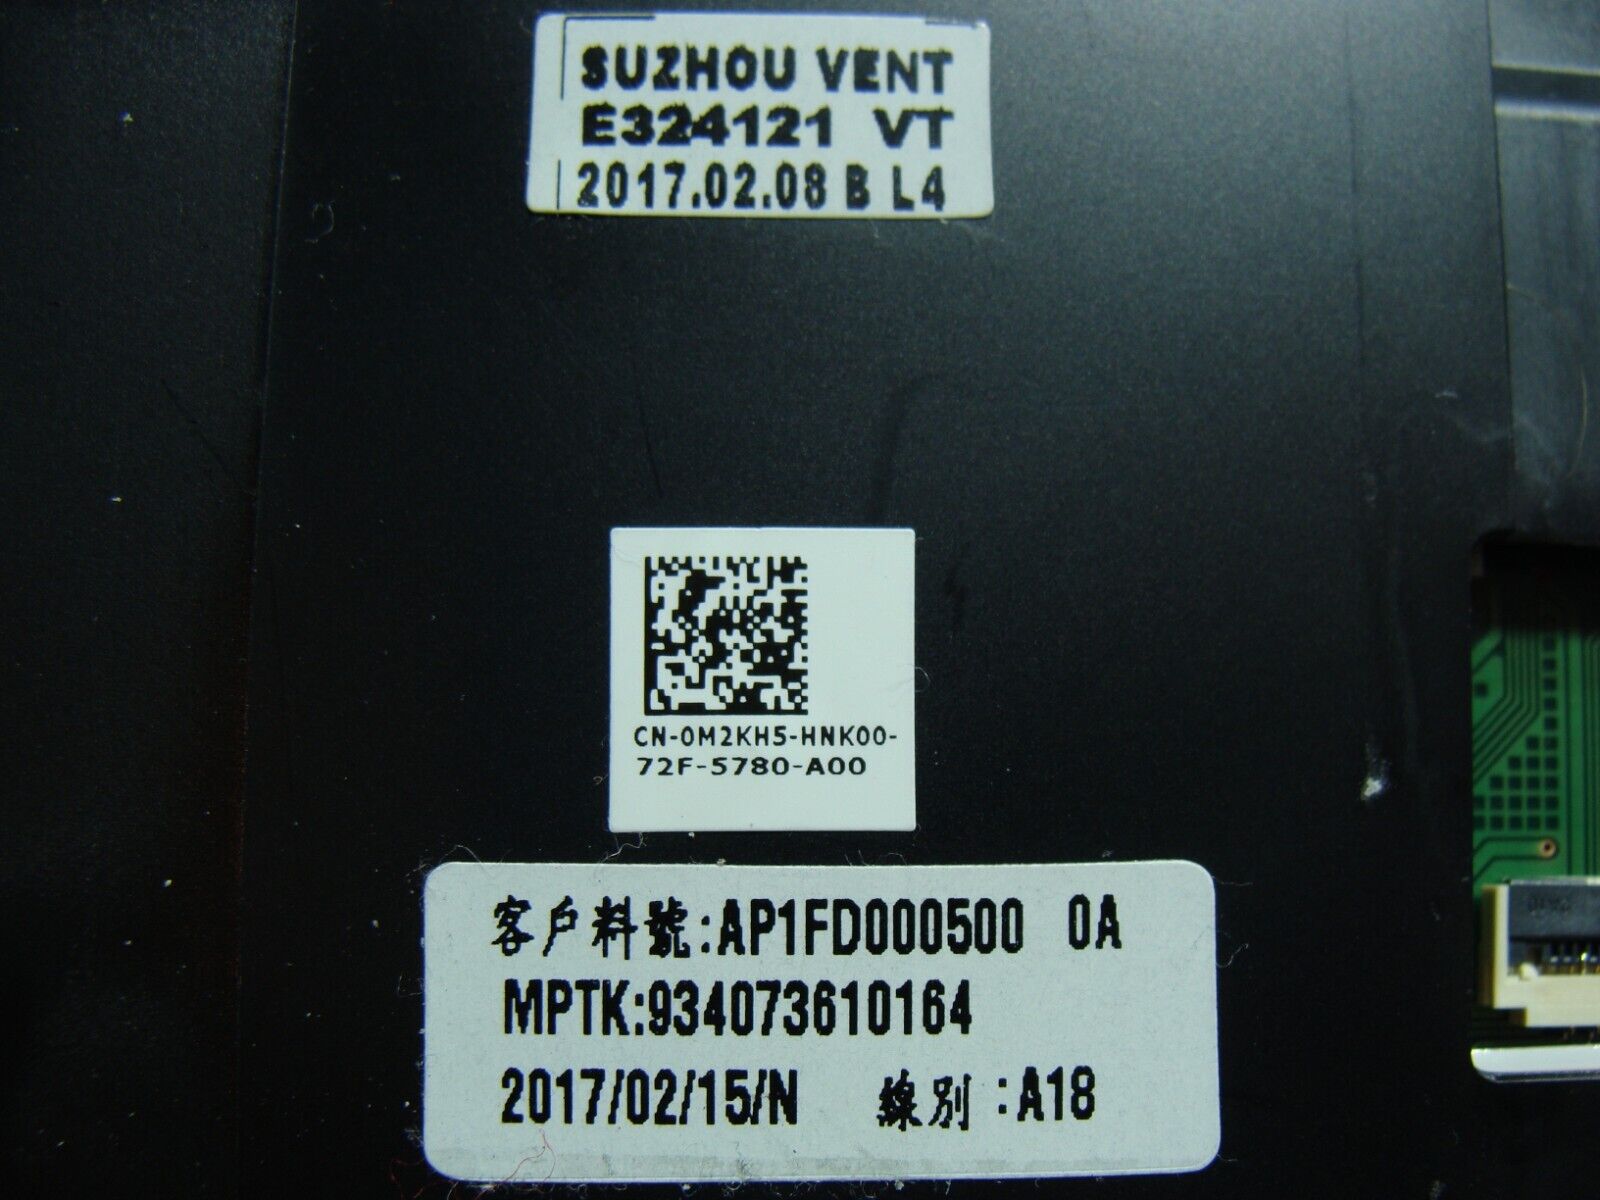 SUZHOU VENT
E324121 VT
2017.02.08 B L4
CN-0M2KH5-HNK00-
72F-5780-A00
客戶料號:AP1FD000500 0A
MPTK:934073610164
2017/02/15/N 線別:A18